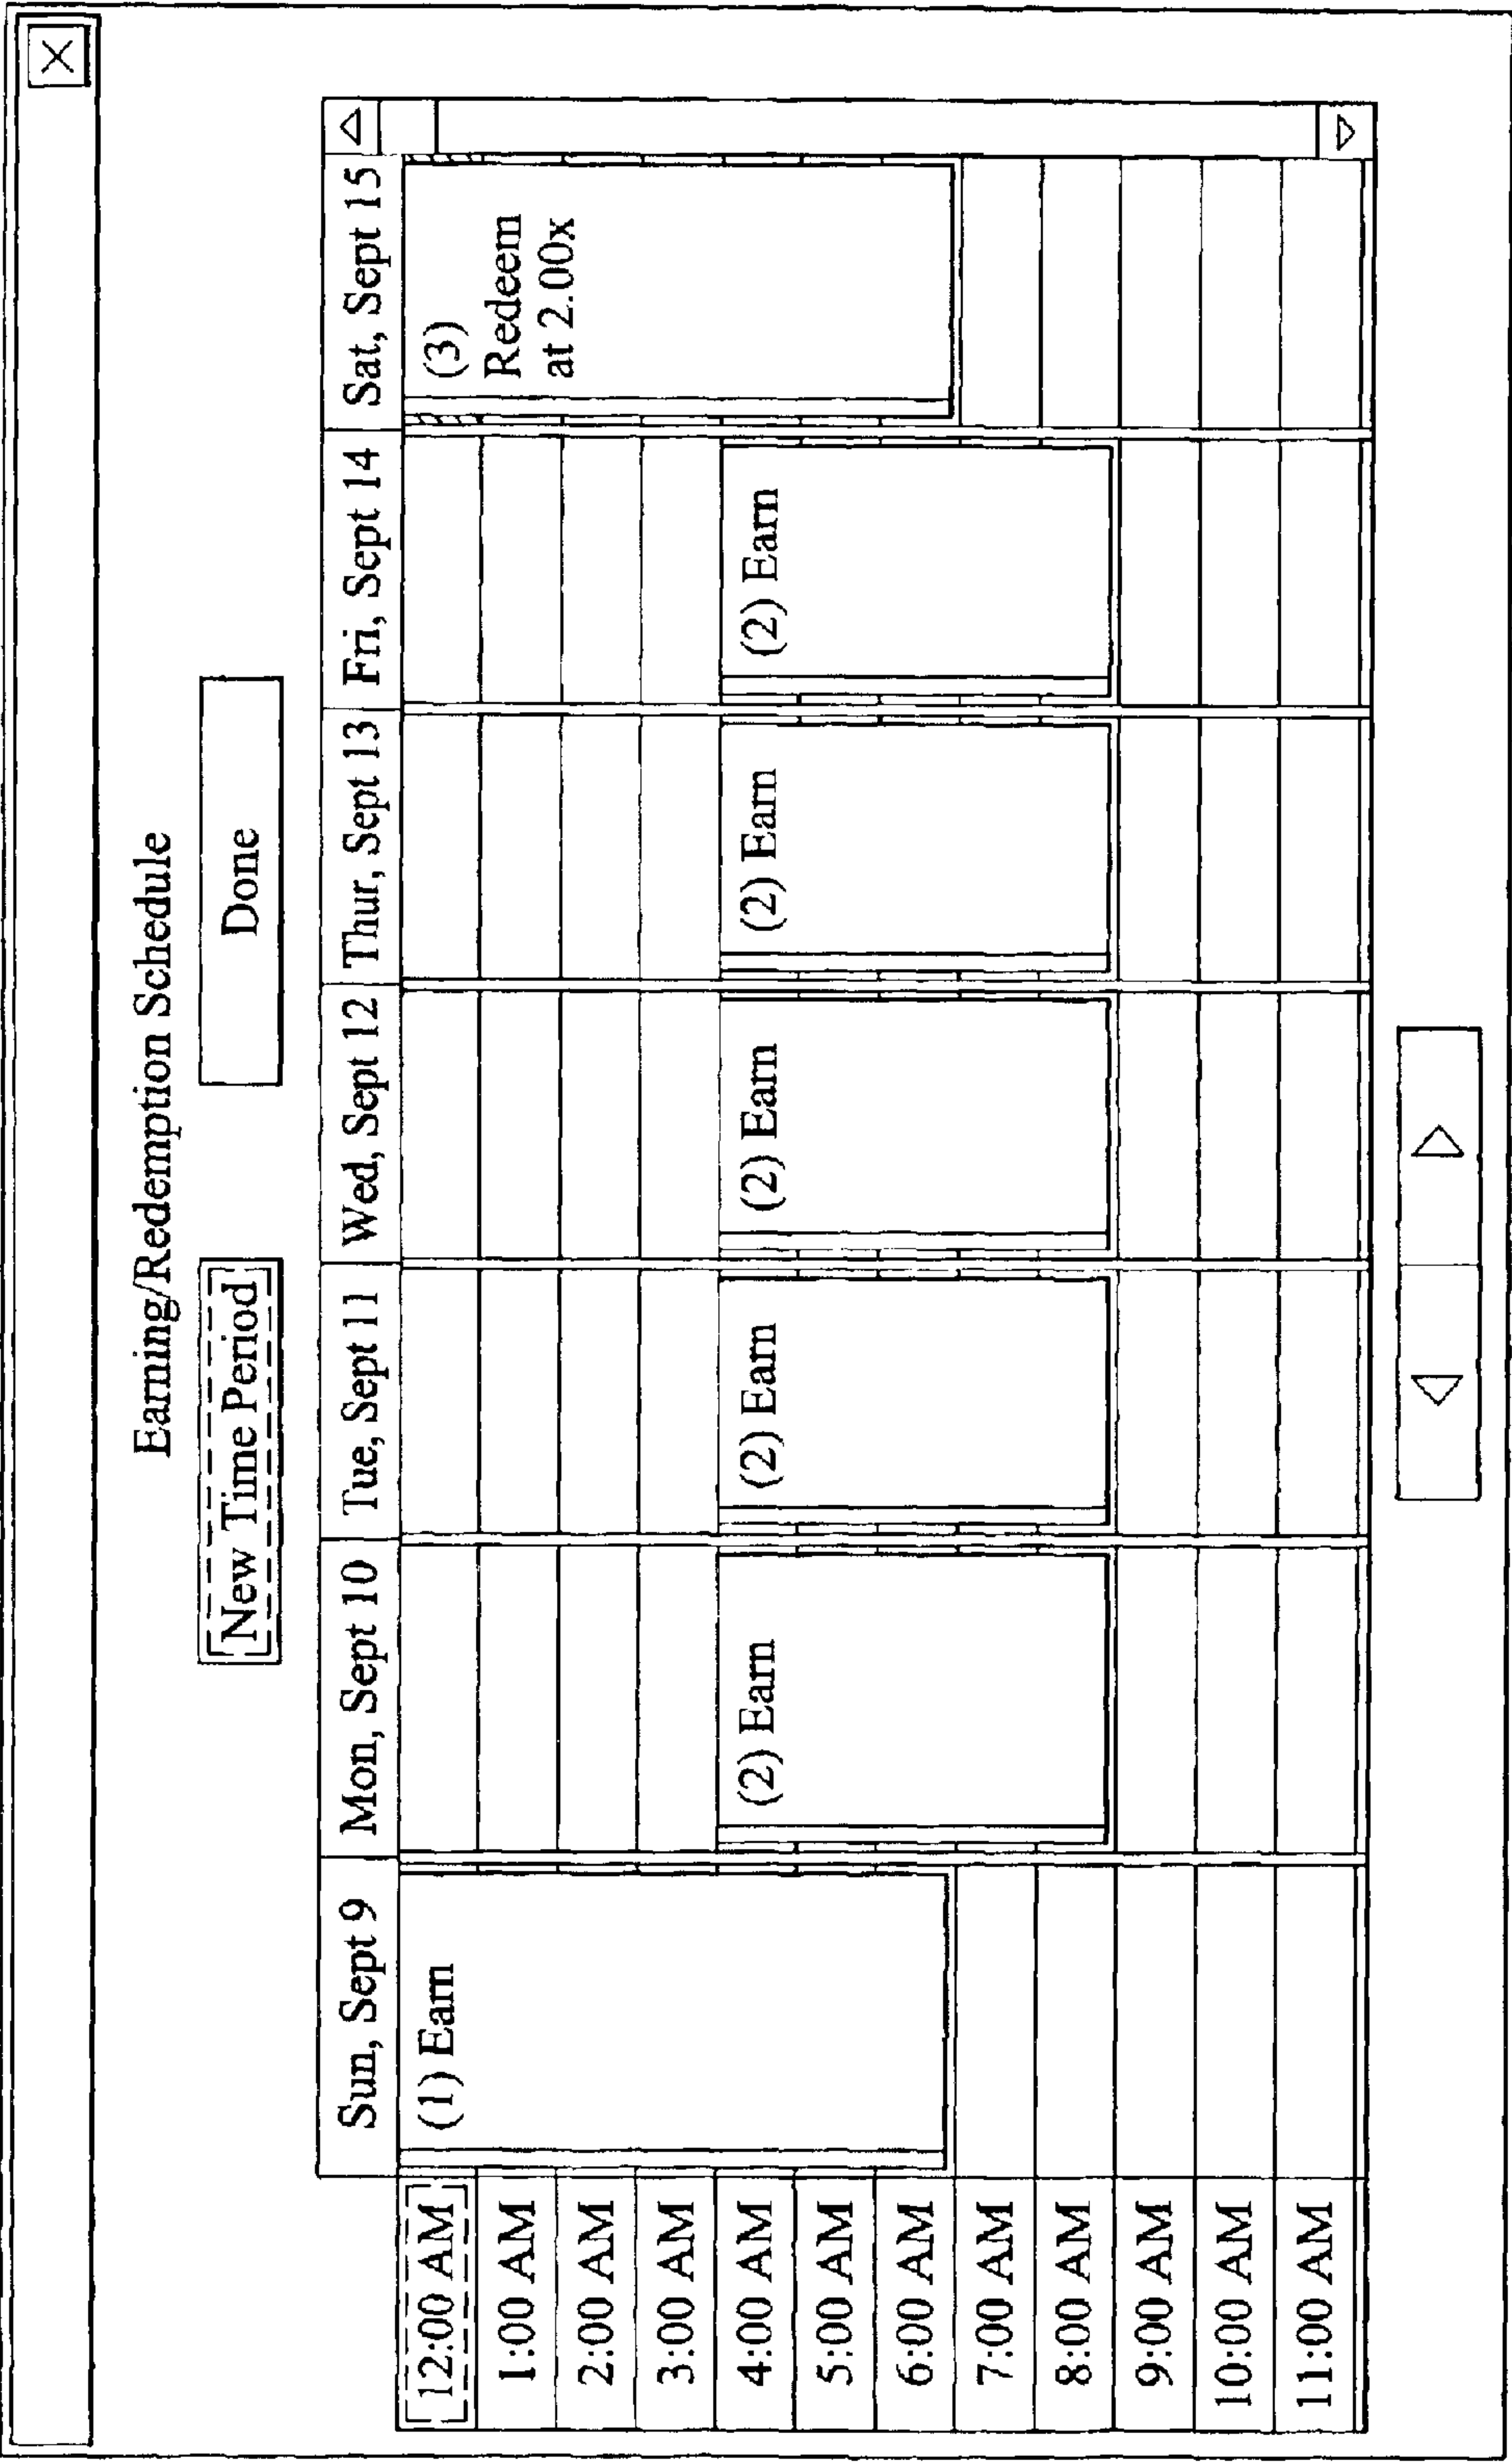 Earning/Redemption Schedule
New Time Period Done
Sun, Sept 9 Mon, Sept 10 Tue, Sept 11 Wed, Sept 12 Thur, Sept 13 Fri, Sept 14 Sat, Sept 15
12:00 AM (1) Earn (3)
1:00 AM Redeem
2:00 AM at 2.00x
3:00 AM
4:00 AM (2) Earn (2) Earn (2) Earn (2) Earn (2) Earn
5:00 AM
6:00 AM
7:00 AM
8:00 AM
9:00 AM
10:00 AM
11:00 AM